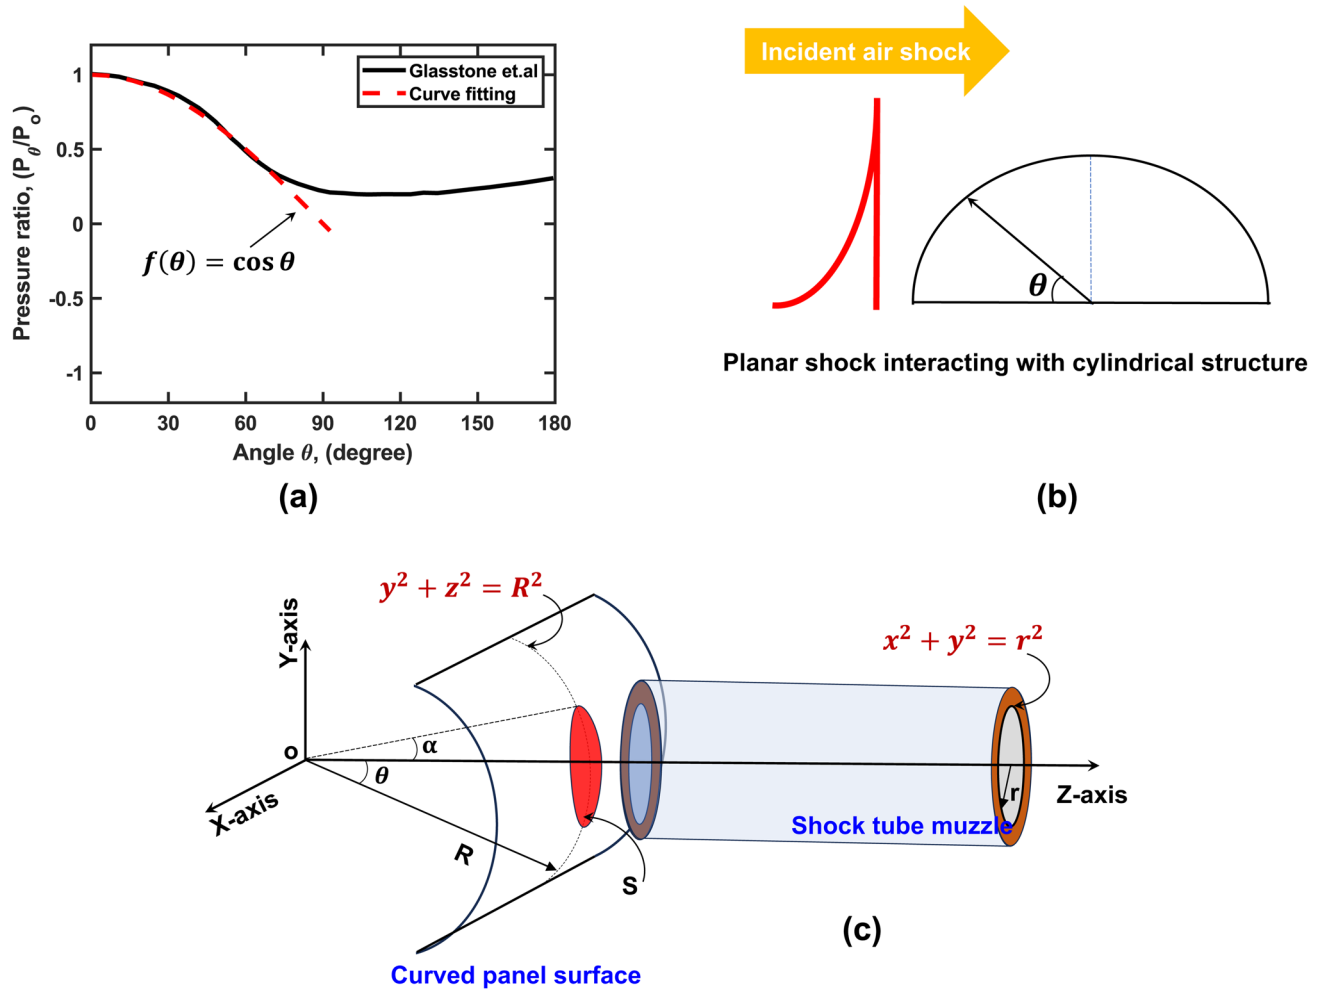 Incident air shock
Pressure ratio, (P_θ/P_o)
1
0.5
0
-0.5
-1
Glasstone et.al
Curve fitting
f(θ) = cos θ
0
30
60
90
120
150
180
Angle θ, (degree)
(a)
θ
Planar shock interacting with cylindrical structure
(b)
y² + z² = R²
x² + y² = r²
Y-axis
O
α
θ
X-axis
R
S
r
Z-axis
Shock tube muzzle
Curved panel surface
(c)